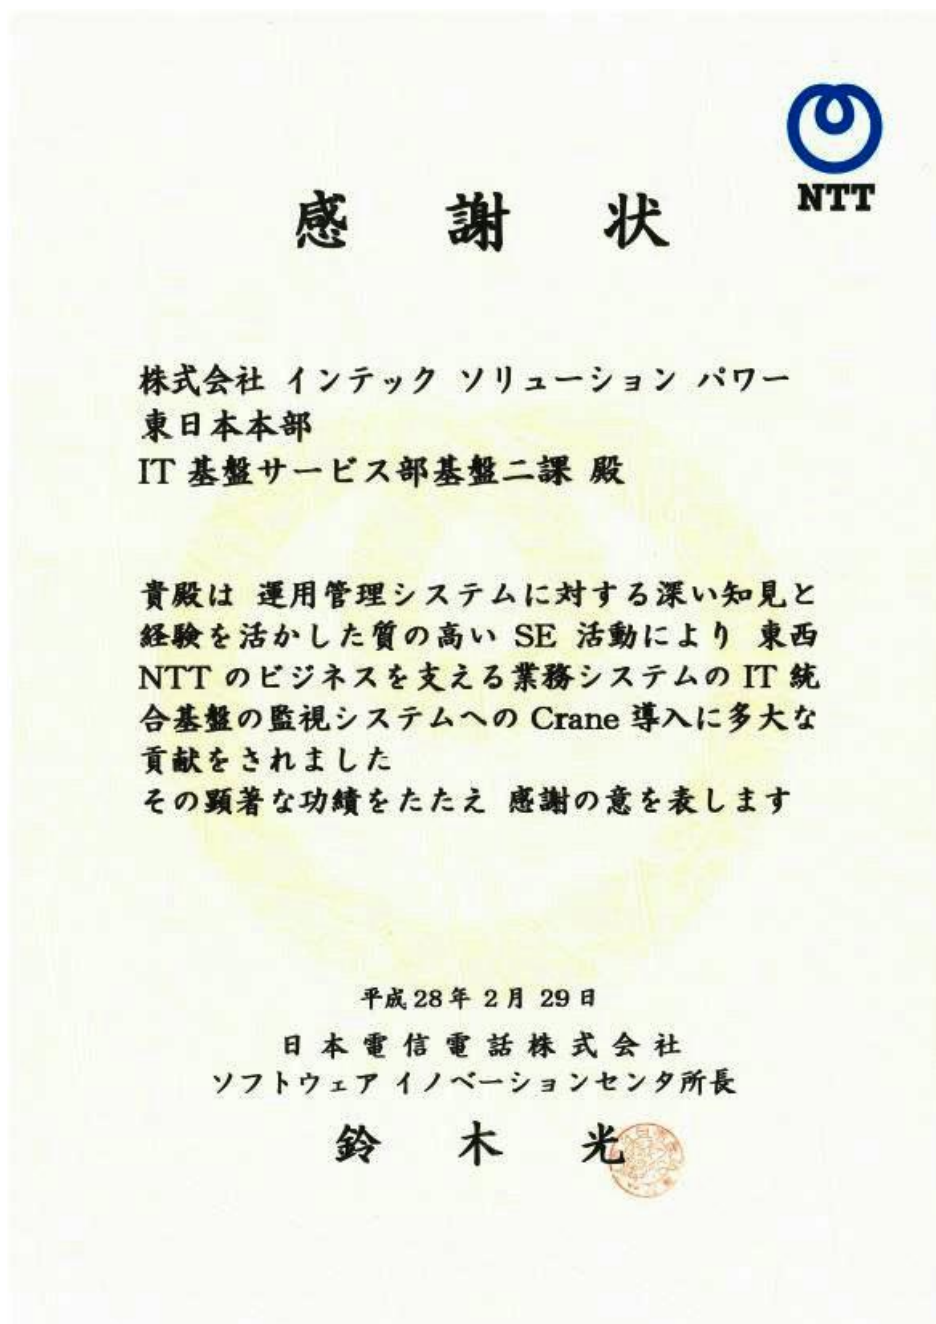 NTT
感謝状
株式会社 インテック ソリューション パワー
東日本本部
IT 基盤サービス部基盤二課 殿
貴殿は 運用管理システムに対する深い知見と
経験を活かした質の高い SE 活動により 東西
NTT のビジネスを支える業務システムの IT 統
合基盤の監視システムへの Crane 導入に多大な
貢献をされました
その顕著な功績をたたえ 感謝の意を表します
平成28年 2月 29日
日本電信電話株式会社
ソフトウェア イノベーションセンタ所長
鈴木光